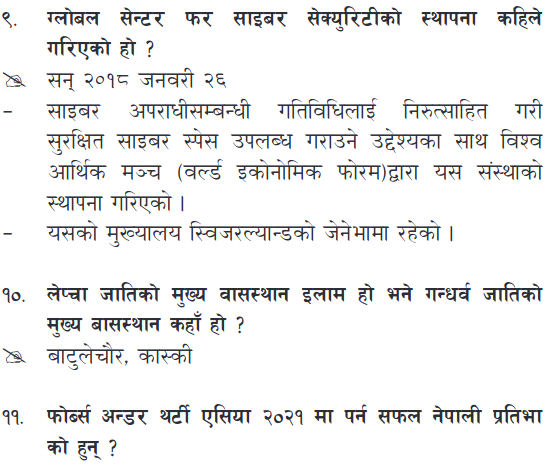 ९. ग्लोबल सेन्टर फर साइबर सेक्युरिटीको स्थापना कहिले
गरिएको हो ?
सन् २०१८ जनवरी २६
– साइबर अपराधीसम्बन्धी गतिविधिलाई निरुत्साहित गरी
सुरक्षित साइबर स्पेस उपलब्ध गराउने उद्देश्यका साथ विश्व
आर्थिक मञ्च (वर्ल्ड इकोनोमिक फोरम)द्वारा यस संस्थाको
स्थापना गरिएको ।
– यसको मुख्यालय स्विजरल्यान्डको जेनेभामा रहेको ।
१०. लेप्चा जातिको मुख्य वासस्थान इलाम हो भने गन्धर्व जातिको
मुख्य बासस्थान कहाँ हो ?
बाटुलेचौर, कास्की
११. फोर्ब्स अन्डर थर्टी एसिया २०२१ मा पर्न सफल नेपाली प्रतिभा
को हुन् ?